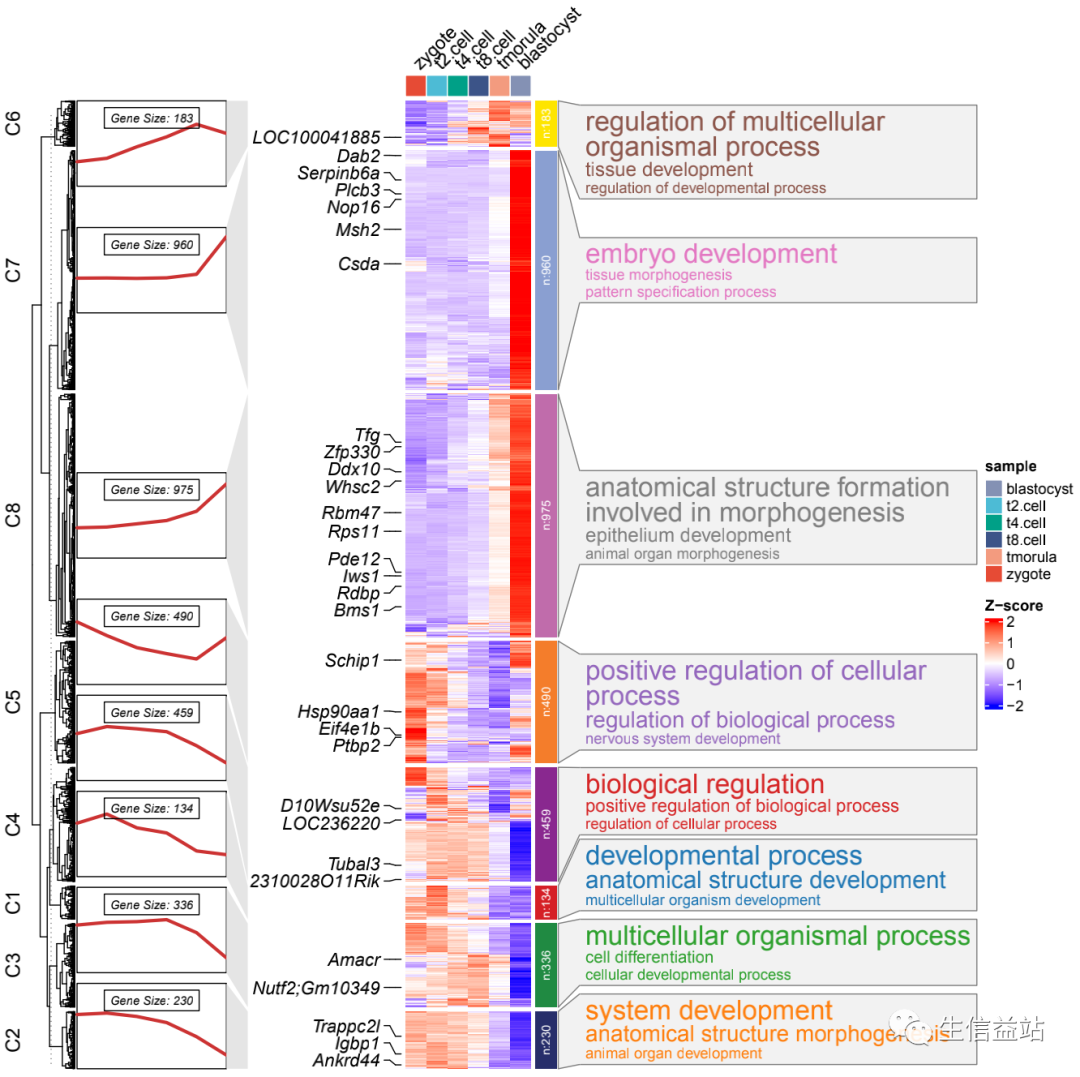 zygote
t2.cell
t4.cell
t8.cell
tmorula
blastocyst
C6
Gene Size: 183
LOC100041885
n:183
regulation of multicellular
organismal process
tissue development
regulation of developmental process
C7
Gene Size: 960
Dab2
Serpinb6a
Plcb3
Nop16
Msh2
Csda
n:960
embryo development
tissue morphogenesis
pattern specification process
C8
Gene Size: 975
Tfg
Zfp330
Ddx10
Whsc2
Rbm47
Rps11
Pde12
Iws1
Rdbp
Bms1
n:975
anatomical structure formation
involved in morphogenesis
epithelium development
animal organ morphogenesis
C5
Gene Size: 490
Schip1
Hsp90aa1
Eif4e1b
Ptbp2
n:490
positive regulation of cellular
process
regulation of biological process
nervous system development
C4
Gene Size: 459
D10Wsu52e
LOC236220
Tubal3
2310028O11Rik
n:459
biological regulation
positive regulation of biological process
regulation of cellular process
C1
Gene Size: 134
n:134
developmental process
anatomical structure development
multicellular organism development
C3
Gene Size: 336
Amacr
Nutf2;Gm10349
n:336
multicellular organismal process
cell differentiation
cellular developmental process
C2
Gene Size: 230
Trappc2l
Igbp1
Ankrd44
n:230
system development
anatomical structure morphogenesis
animal organ development
sample
blastocyst
t2.cell
t4.cell
t8.cell
tmorula
zygote
Z−score
2
1
0
−1
−2
生信益站